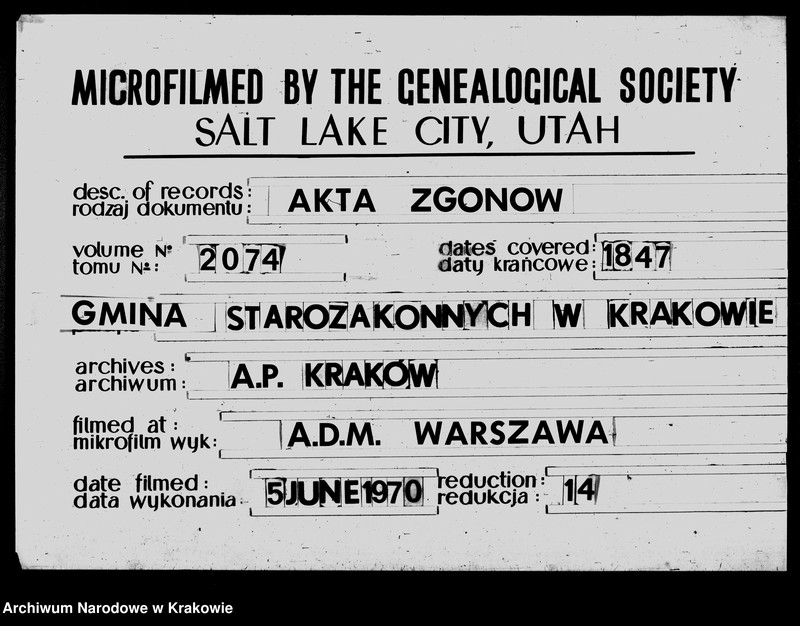 MICROFILMED BY THE GENEALOGICAL SOCIETY
SALT LAKE CITY, UTAH
desc. of records:
rodzaj dokumentu:
AKTA ZGONOW
volume Nº
tomu Nº:
2074
dates covered:
daty krańcowe:
1847
GMINA STAROZAKONNYCH W KRAKOWIE
archives:
archiwum:
A.P. KRAKÓW
filmed at:
mikrofilm wyk:
A.D.M. WARSZAWA
date filmed:
data wykonania
5 JUNE 1970
reduction:
redukcja:
14
Archiwum Narodowe w Krakowie